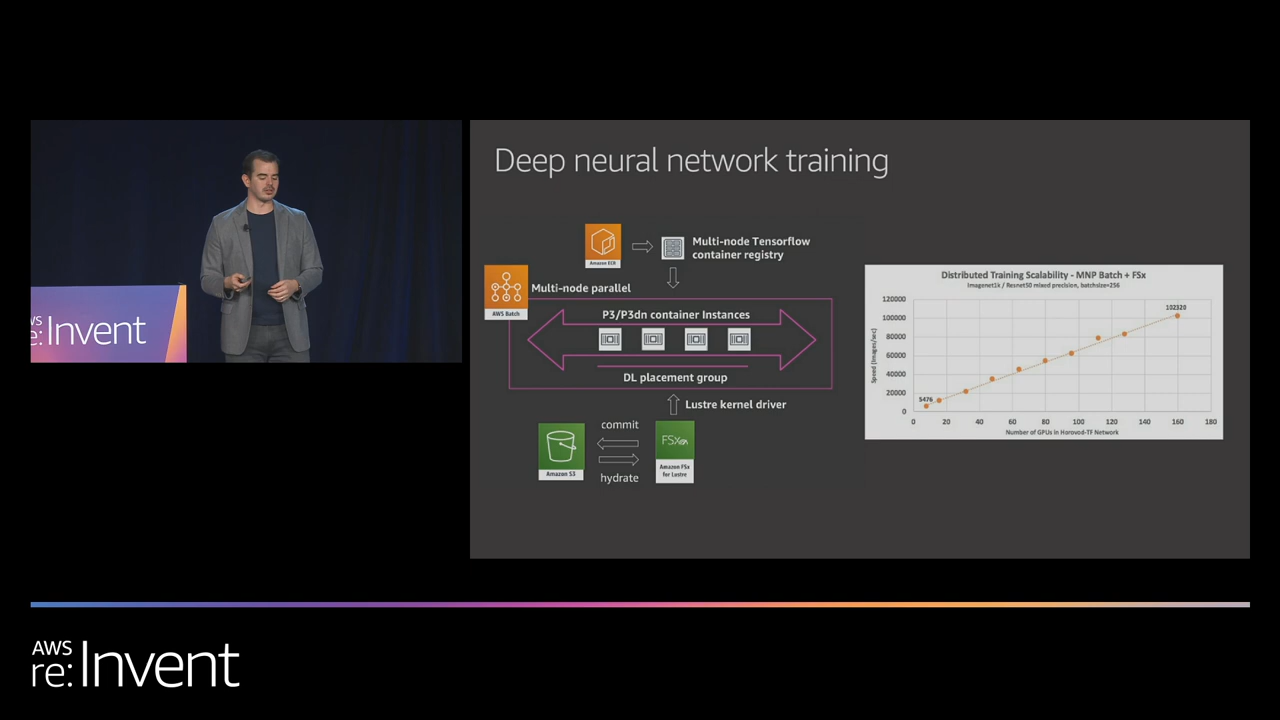 Deep neural network training
Amazon ECR
Multi-node Tensorflow
container registry
AWS Batch
Multi-node parallel
P3/P3dn container Instances
DL placement group
Lustre kernel driver
commit
hydrate
Amazon S3
FSx
Amazon FSx
for Lustre
Distributed Training Scalability - MNP Batch + FSx
Imagenet1k / Resnet50 mixed precision, batchsize=256
Speed (images/sec)
120000
100000
80000
60000
40000
20000
0
5476
102320
0 20 40 60 80 100 120 140 160 180
Number of GPUs in Horovod-TF Network
WS
e: Invent
AWS
re: Invent